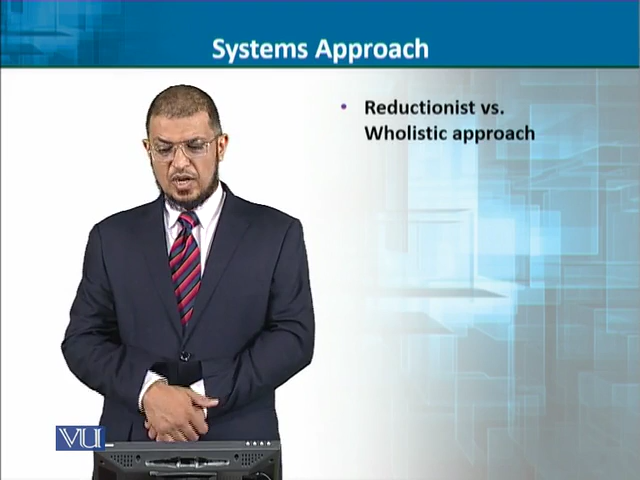 Systems Approach
• Reductionist vs.
Wholistic approach
VU